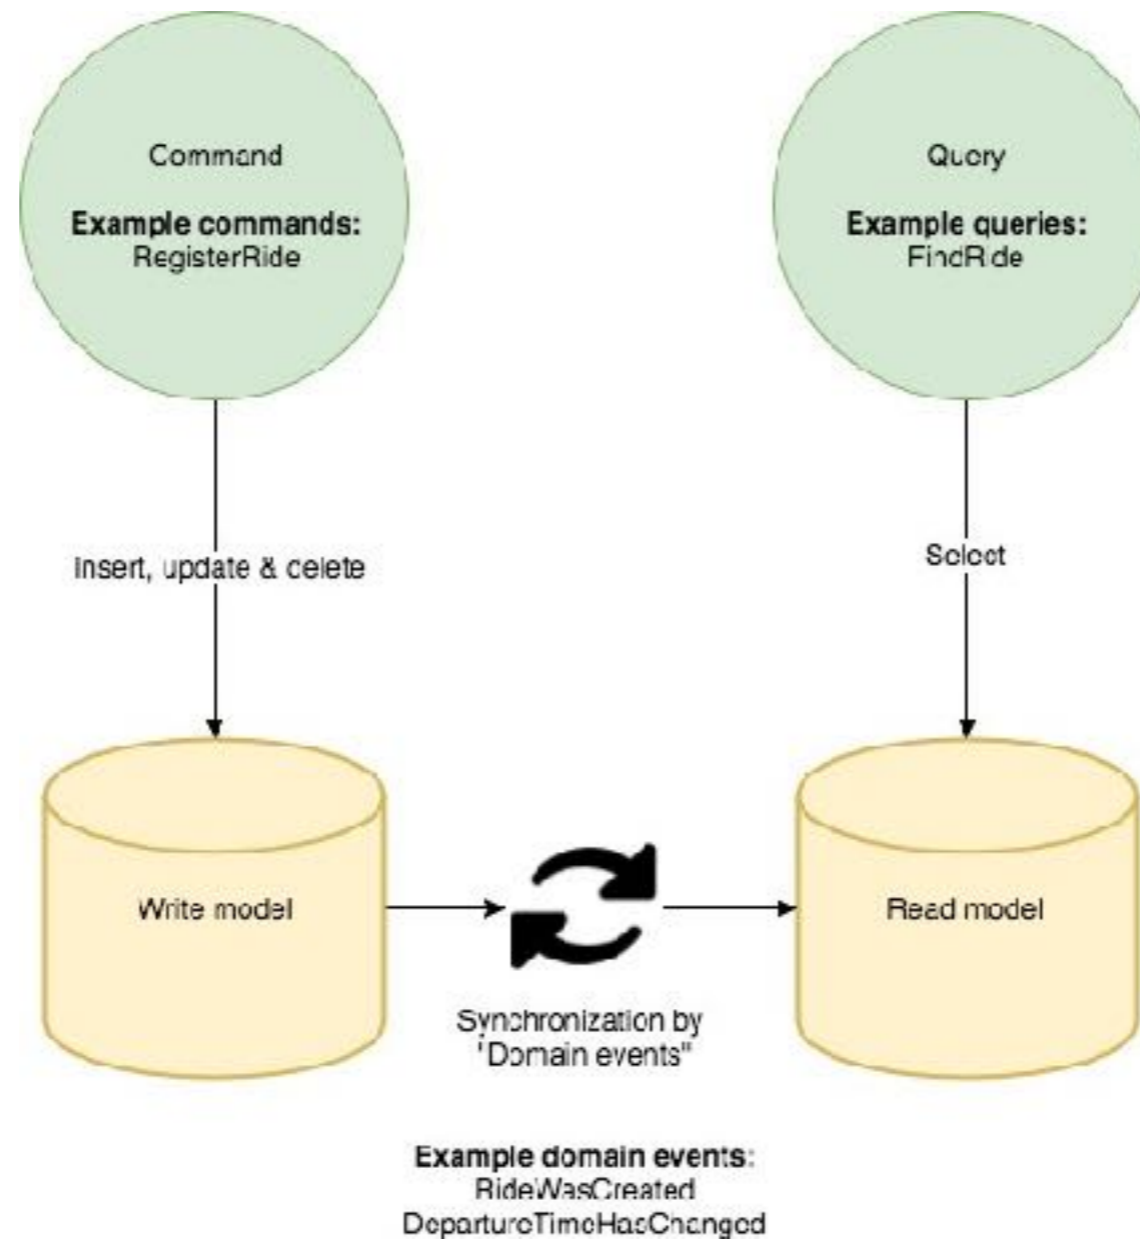 Command
Example commands:
RegisterRide
Query
Example queries:
FindRide
Insert, update & delete
Select
Write model
Read model
Synchronization by
"Domain events"
Example domain events:
RideWasCreated
DepartureTimeHasChanged